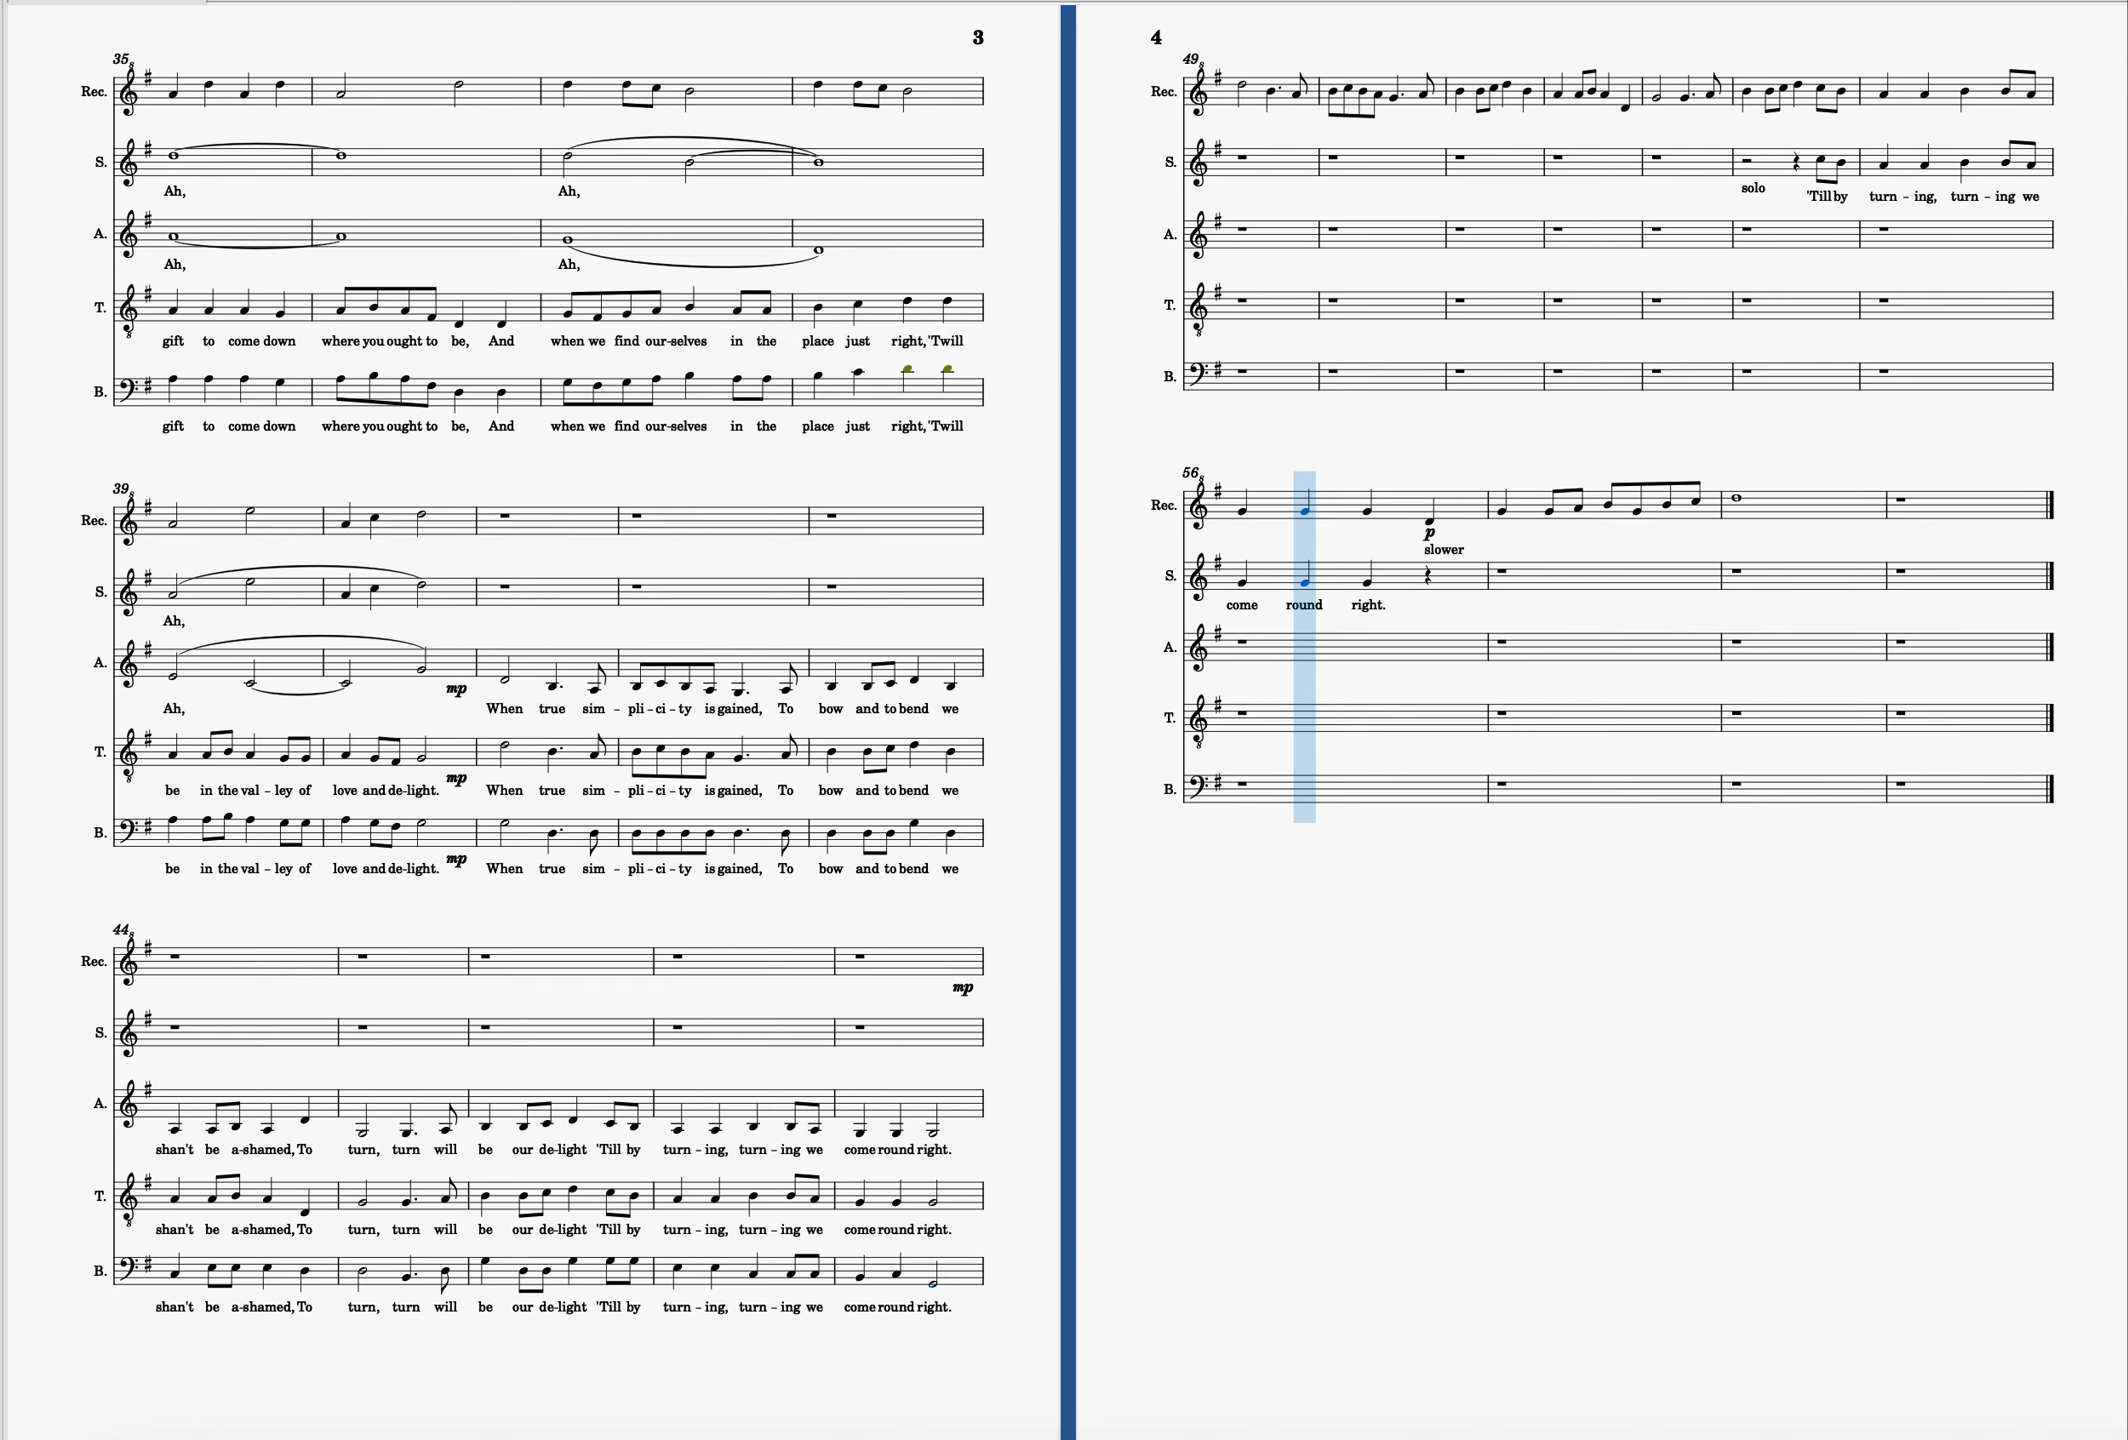 3
35
8
Rec.
S.
Ah, Ah,
A.
Ah, Ah,
T.
8
gift to come down where you ought to be, And when we find our-selves in the place just right, 'Twill
B.
gift to come down where you ought to be, And when we find our-selves in the place just right, 'Twill
39
8
Rec.
S.
Ah,
A.
mp
Ah, When true sim – pli – ci – ty is gained, To bow and to bend we
T.
8
mp
be in the val – ley of love and de-light. When true sim – pli – ci – ty is gained, To bow and to bend we
B.
mp
be in the val – ley of love and de-light. When true sim – pli – ci – ty is gained, To bow and to bend we
44
8
Rec.
mp
S.
A.
shan't be a-shamed, To turn, turn will be our de-light 'Till by turn – ing, turn – ing we come round right.
T.
8
shan't be a-shamed, To turn, turn will be our de-light 'Till by turn – ing, turn – ing we come round right.
B.
shan't be a-shamed, To turn, turn will be our de-light 'Till by turn – ing, turn – ing we come round right.
4
49
8
Rec.
S.
solo
'Till by turn – ing, turn – ing we
A.
T.
8
B.
56
8
Rec.
p
slower
S.
come round right.
A.
T.
8
B.